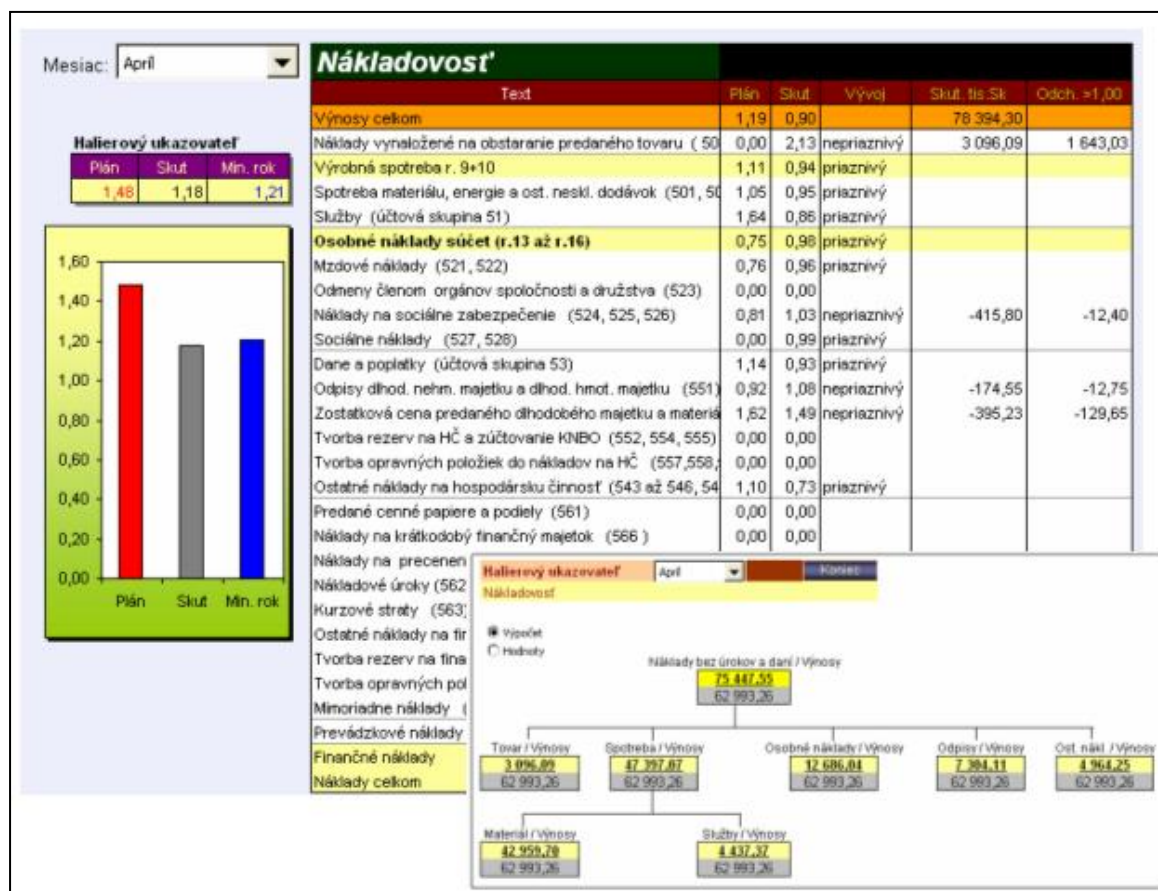 Mesiac: Apríl
Halierový ukazovateľ
Plán Skut Min. rok
1,48 1,18 1,21
1,60
1,40
1,20
1,00
0,80
0,60
0,40
0,20
0,00
Plán Skut Min. rok
Nákladovosť
Text Plán Skut Vývoj Skut. tis.Sk Odch. >1,00
Výnosy celkom 1,19 0,90 78 394,30
Náklady vynaložené na obstaranie predaného tovaru ( 50 0,00 2,13 nepriaznivý 3 096,09 1 643,03
Výrobná spotreba r. 9+10 1,11 0,94 priaznivý
Spotreba materiálu, energie a ost. neskl. dodávok (501, 50 1,05 0,95 priaznivý
Služby (účtová skupina 51) 1,64 0,86 priaznivý
Osobné náklady súčet (r.13 až r.16) 0,75 0,98 priaznivý
Mzdové náklady (521, 522) 0,76 0,96 priaznivý
Odmeny členom orgánov spoločnosti a družstva (523) 0,00 0,00
Náklady na sociálne zabezpečenie (524, 525, 526) 0,81 1,03 nepriaznivý -415,80 -12,40
Sociálne náklady (527, 528) 0,00 0,99 priaznivý
Dane a poplatky (účtová skupina 53) 1,14 0,93 priaznivý
Odpisy dlhod. nehm. majetku a dlhod. hmot. majetku (551) 0,92 1,08 nepriaznivý -174,55 -12,75
Zostatková cena predaného dlhodobého majetku a materiá 1,62 1,49 nepriaznivý -395,23 -129,65
Tvorba rezerv na HČ a zúčtovanie KNBO (552, 554, 555) 0,00 0,00
Tvorba opravných položiek do nákladov na HČ (557,558, 0,00 0,00
Ostatné náklady na hospodársku činnosť (543 až 546, 54 1,10 0,73 priaznivý
Predané cenné papiere a podiely (561) 0,00 0,00
Náklady na krátkodobý finančný majetok (566 ) 0,00 0,00
Náklady na precenen
Nákladové úroky (562
Kurzové straty (563)
Ostatné náklady na fir
Tvorba rezerv na fina
Tvorba opravných pol
Mimoriadne náklady (
Prevádzkové náklady
Finančné náklady
Náklady celkom
Halierový ukazovateľ Apríl Koniec
Nákladovosť
Výpočet
Hodnoty
Náklady bez úrokov a daní / Výnosy
75 447,55
62 993,26
Tovar / Výnosy Spotreba / Výnosy Osobné náklady / Výnosy Odpisy / Výnosy Ost. nákl. / Výnosy
3 096,09 47 397,07 12 686,04 7 304,11 4 964,25
62 993,26 62 993,26 62 993,26 62 993,26 62 993,26
Materiál / Výnosy Služby / Výnosy
42 959,70 4 437,37
62 993,26 62 993,26